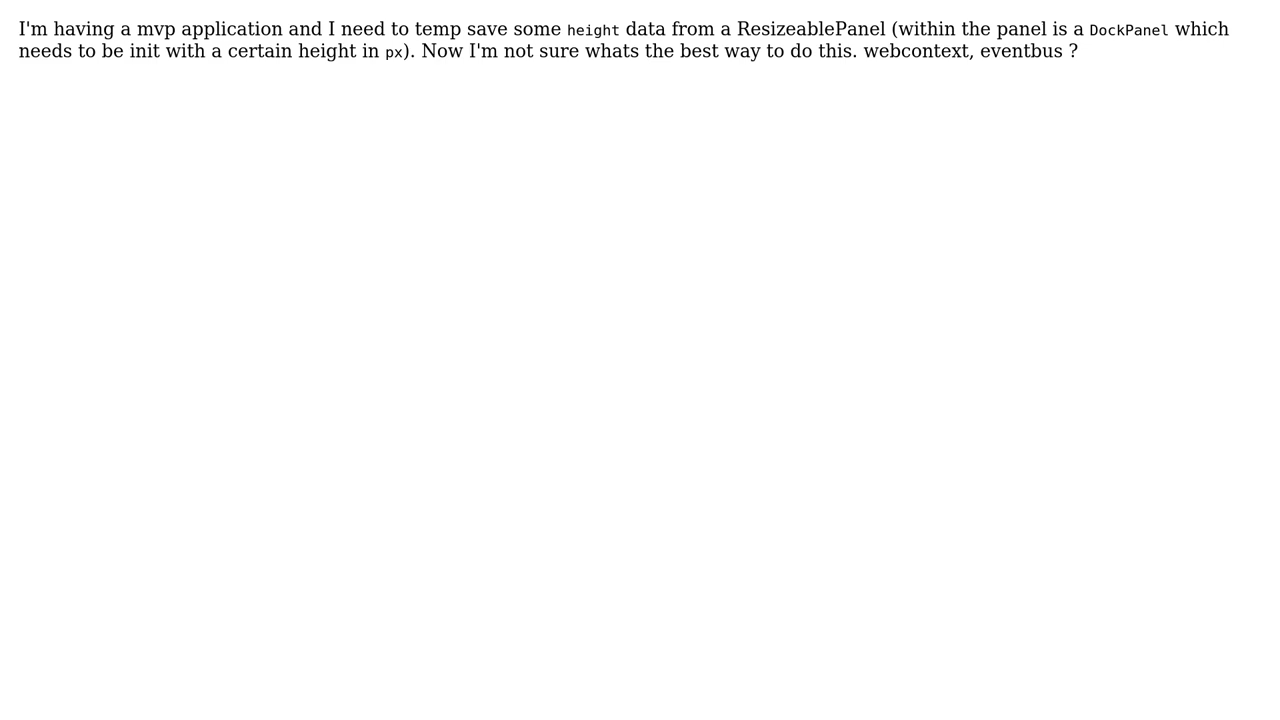 I'm having a mvp application and I need to temp save some height data from a ResizeablePanel (within the panel is a DockPanel which
needs to be init with a certain height in px). Now I'm not sure whats the best way to do this. webcontext, eventbus ?